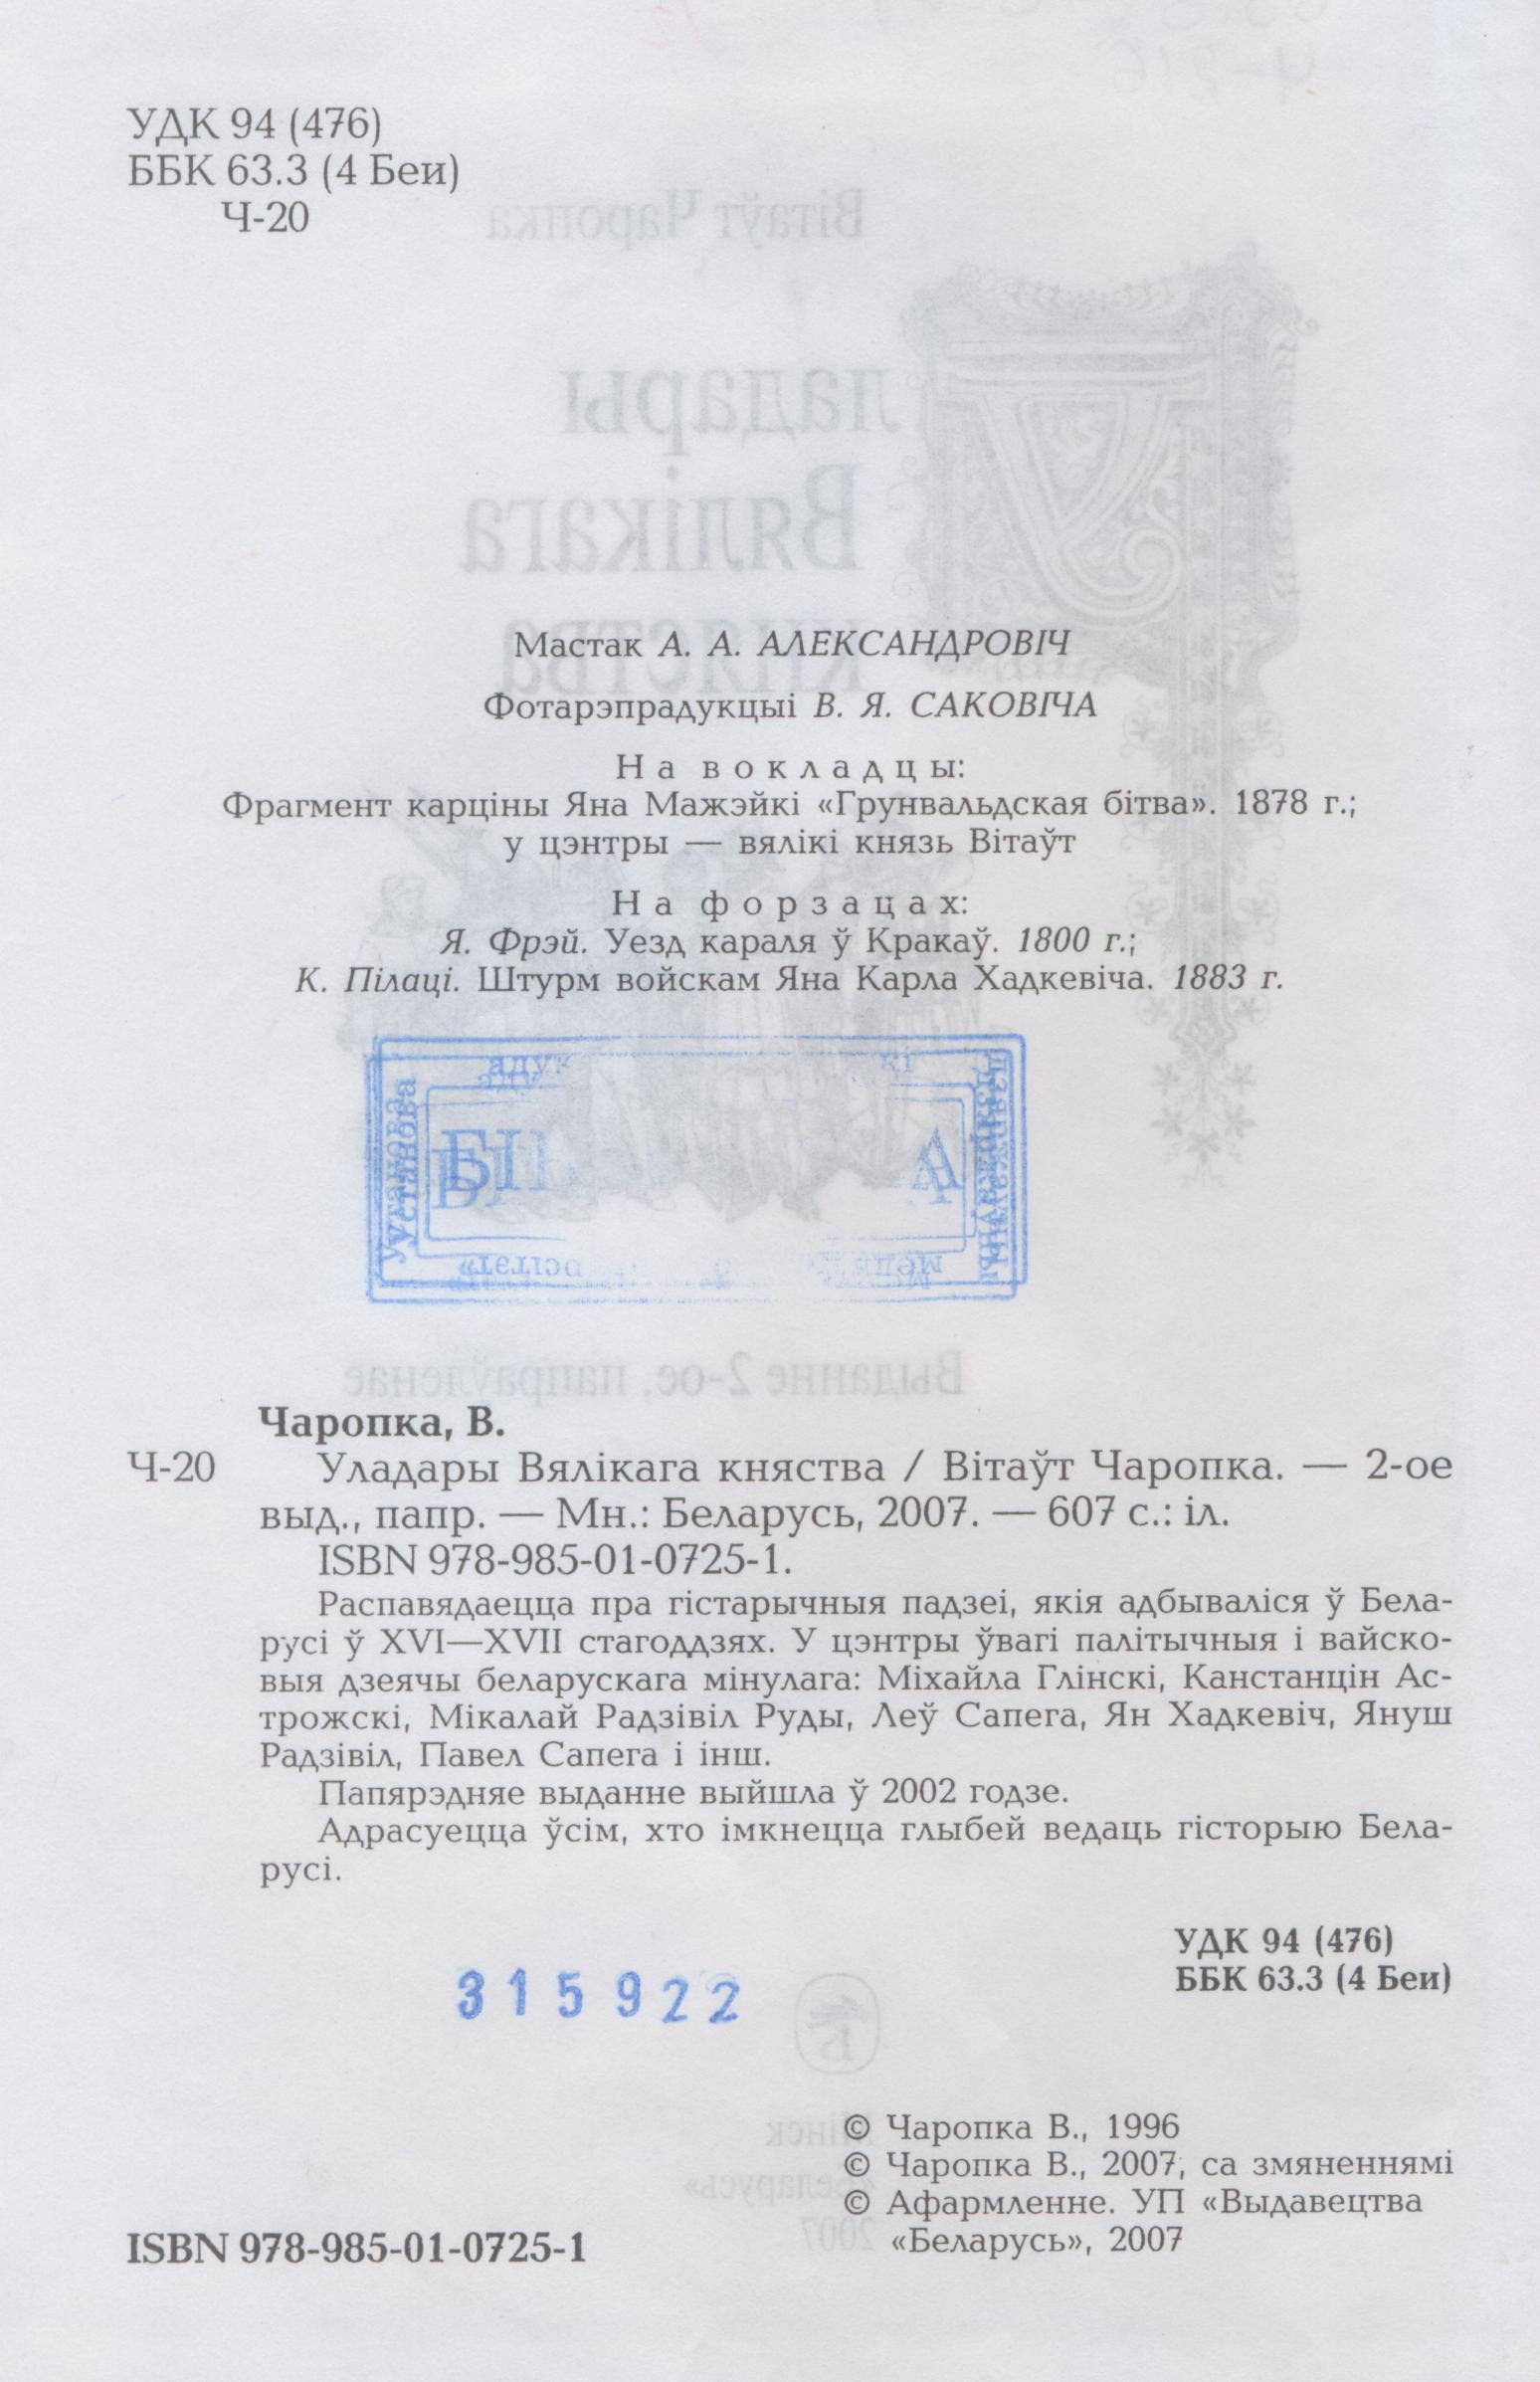 УДК 94 (476)
ББК 63.3 (4 Беи)
Ч-20
Мастак А. А. АЛЕКСАНДРОВІЧ
Фотарэпрадукцыі В. Я. САКОВІЧА
На вокладцы:
Фрагмент карціны Яна Мажэйкі «Грунвальдская бітва». 1878 г.;
у цэнтры — вялікі князь Вітаўт
На форзацах:
Я. Фрэй. Уезд караля ў Кракаў. 1800 г.;
К. Пілаці. Штурм войскам Яна Карла Хадкевіча. 1883 г.
Установа
Чаропка, В.
Ч-20 Уладары Вялікага княства / Вітаўт Чаропка. — 2-ое
выд., папр. — Мн.: Беларусь, 2007. — 607 с.: іл.
ISBN 978-985-01-0725-1.
Распавядаецца пра гістарычныя падзеі, якія адбываліся ў Бела-
русі ў XVI—XVII стагоддзях. У цэнтры ўвагі палітычныя і вайско-
выя дзеячы беларускага мінулага: Міхайла Глінскі, Канстанцін Ас-
трожскі, Мікалай Радзівіл Руды, Леў Сапега, Ян Хадкевіч, Януш
Радзівіл, Павел Сапега і інш.
Папярэдняе выданне выйшла ў 2002 годзе.
Адрасуецца ўсім, хто імкнецца глыбей ведаць гісторыю Бела-
русі.
УДК 94 (476)
ББК 63.3 (4 Беи)
315922
© Чаропка В., 1996
© Чаропка В., 2007, са змяненнямі
© Афармленне. УП «Выдавецтва
«Беларусь», 2007
ISBN 978-985-01-0725-1